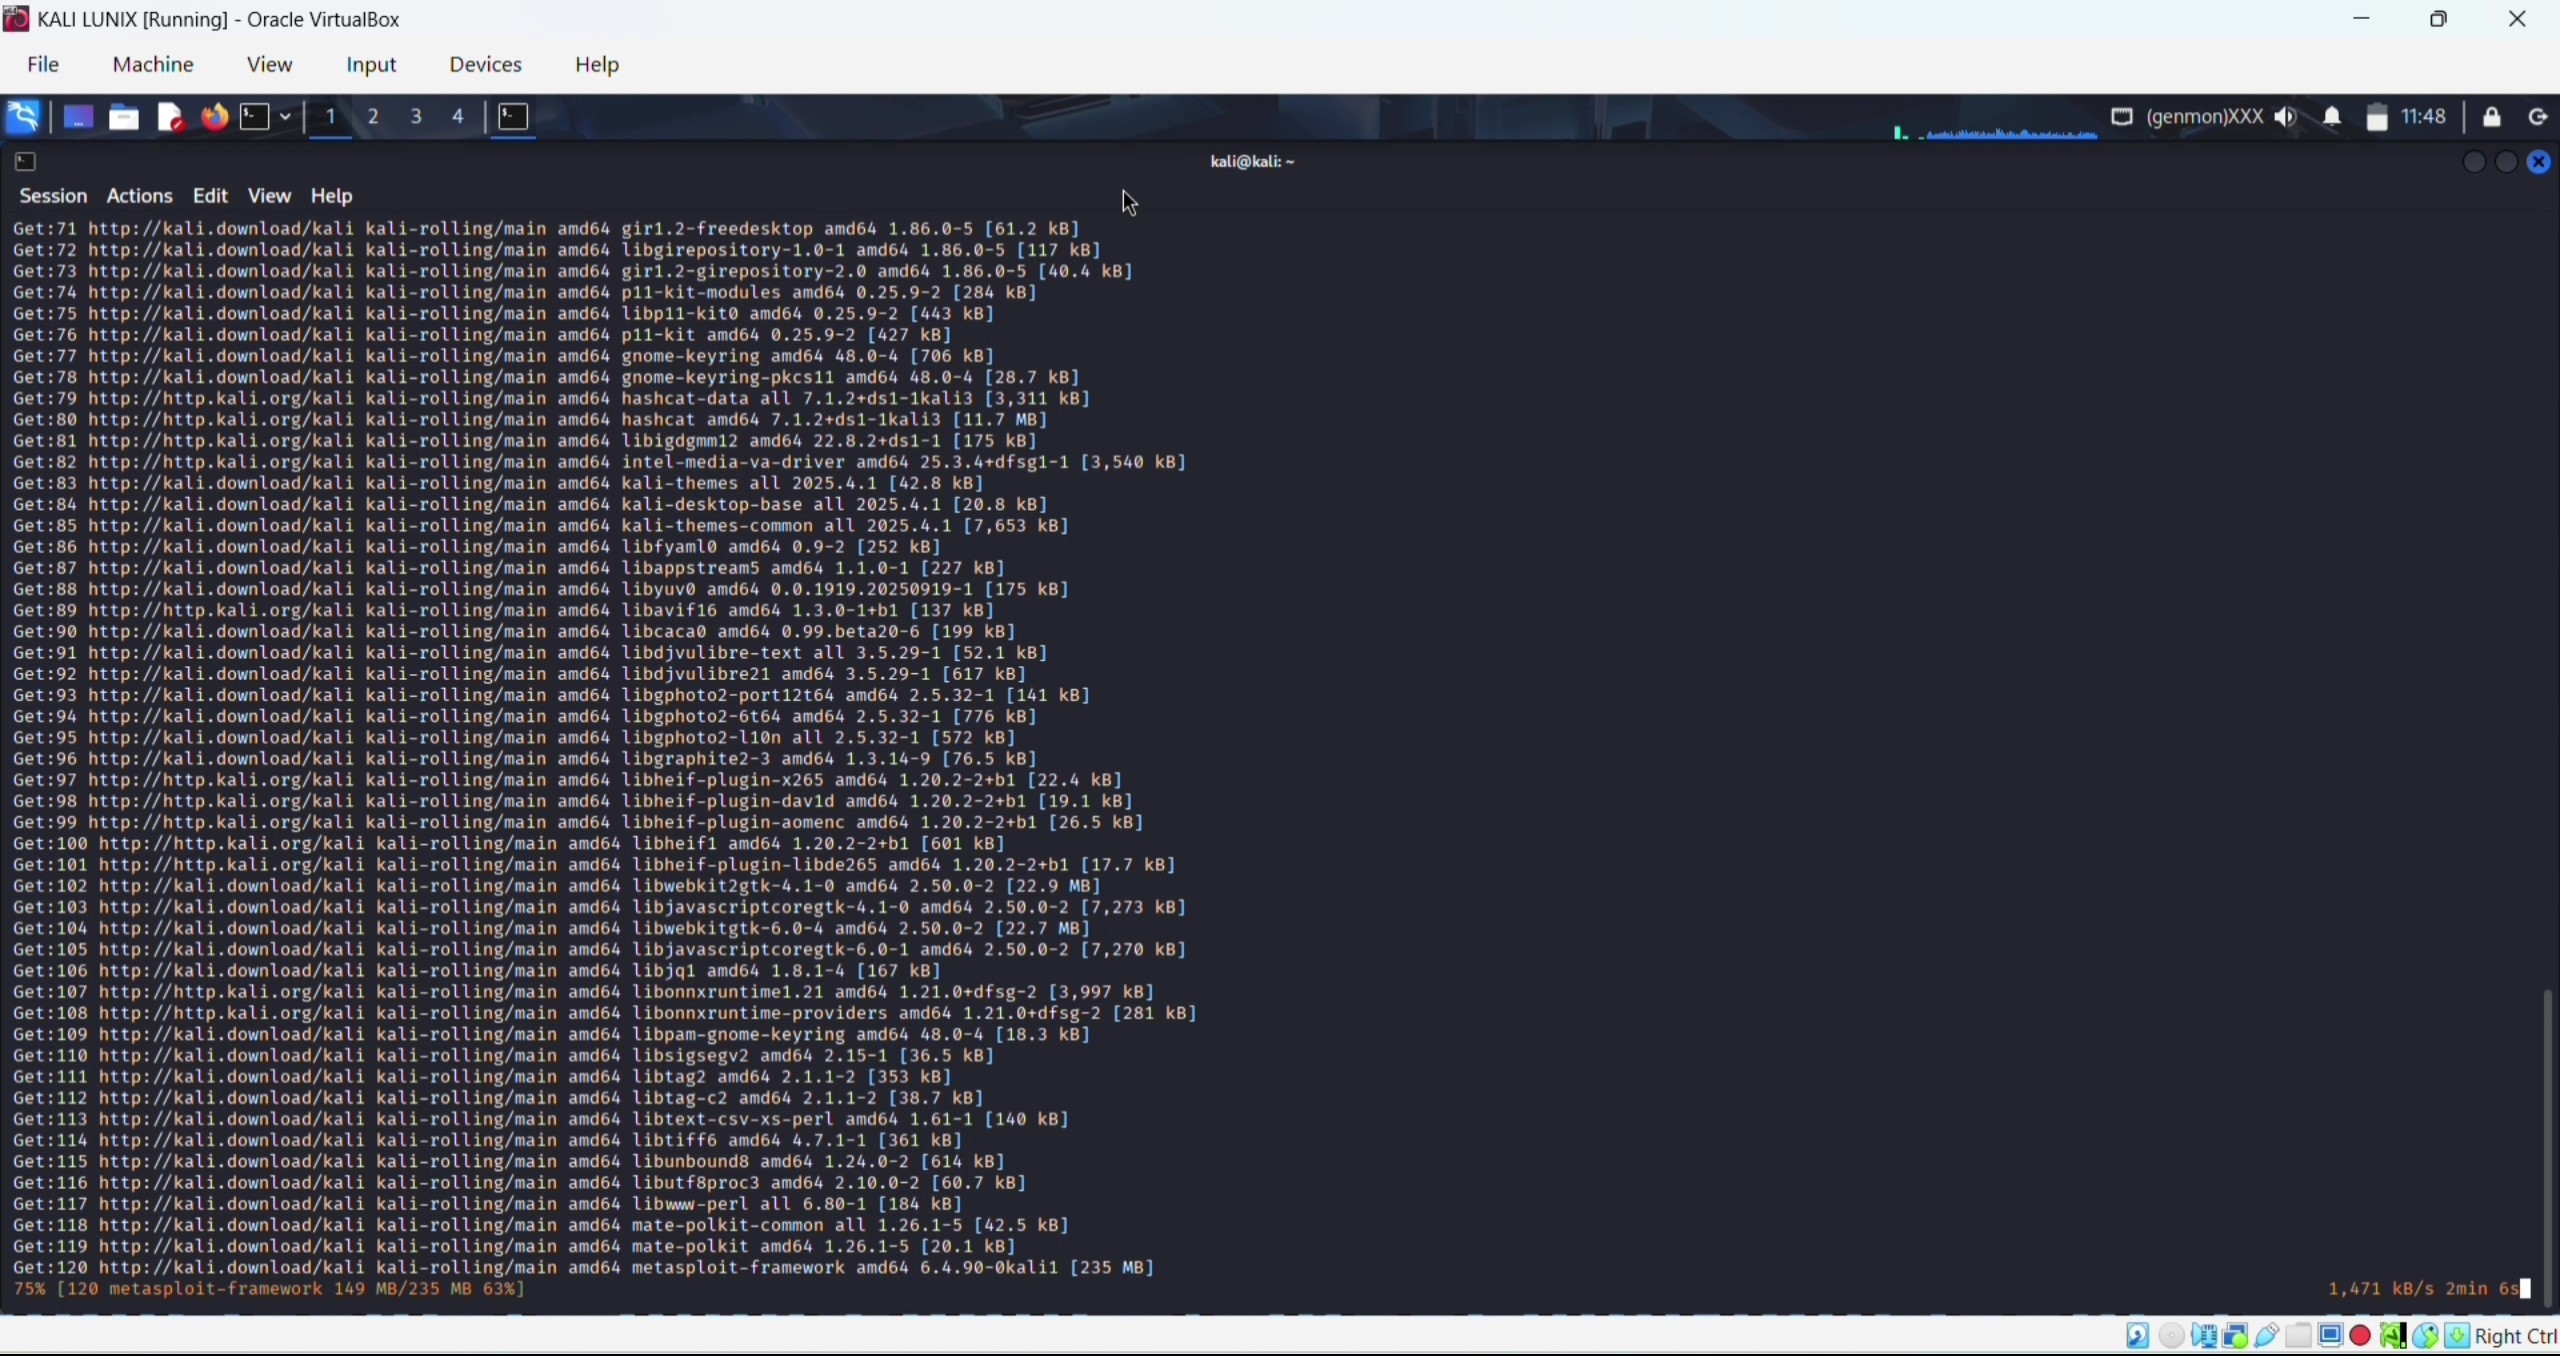 KALI LUNIX [Running] - Oracle VirtualBox
File Machine View Input Devices Help
1 2 3 4 (genmon)XXX 11:48
kali@kali: ~
Session Actions Edit View Help
Get:71 http://kali.download/kali kali-rolling/main amd64 gir1.2-freedesktop amd64 1.86.0-5 [61.2 kB]
Get:72 http://kali.download/kali kali-rolling/main amd64 libgirepository-1.0-1 amd64 1.86.0-5 [117 kB]
Get:73 http://kali.download/kali kali-rolling/main amd64 gir1.2-girepository-2.0 amd64 1.86.0-5 [40.4 kB]
Get:74 http://kali.download/kali kali-rolling/main amd64 p11-kit-modules amd64 0.25.9-2 [284 kB]
Get:75 http://kali.download/kali kali-rolling/main amd64 libp11-kit0 amd64 0.25.9-2 [443 kB]
Get:76 http://kali.download/kali kali-rolling/main amd64 p11-kit amd64 0.25.9-2 [427 kB]
Get:77 http://kali.download/kali kali-rolling/main amd64 gnome-keyring amd64 48.0-4 [706 kB]
Get:78 http://kali.download/kali kali-rolling/main amd64 gnome-keyring-pkcs11 amd64 48.0-4 [28.7 kB]
Get:79 http://http.kali.org/kali kali-rolling/main amd64 hashcat-data all 7.1.2+ds1-1kali3 [3,311 kB]
Get:80 http://http.kali.org/kali kali-rolling/main amd64 hashcat amd64 7.1.2+ds1-1kali3 [11.7 MB]
Get:81 http://http.kali.org/kali kali-rolling/main amd64 libigdgmm12 amd64 22.8.2+ds1-1 [175 kB]
Get:82 http://http.kali.org/kali kali-rolling/main amd64 intel-media-va-driver amd64 25.3.4+dfsg1-1 [3,540 kB]
Get:83 http://kali.download/kali kali-rolling/main amd64 kali-themes all 2025.4.1 [42.8 kB]
Get:84 http://kali.download/kali kali-rolling/main amd64 kali-desktop-base all 2025.4.1 [20.8 kB]
Get:85 http://kali.download/kali kali-rolling/main amd64 kali-themes-common all 2025.4.1 [7,653 kB]
Get:86 http://kali.download/kali kali-rolling/main amd64 libfyaml0 amd64 0.9-2 [252 kB]
Get:87 http://kali.download/kali kali-rolling/main amd64 libappstream5 amd64 1.1.0-1 [227 kB]
Get:88 http://kali.download/kali kali-rolling/main amd64 libyuv0 amd64 0.0.1919.20250919-1 [175 kB]
Get:89 http://http.kali.org/kali kali-rolling/main amd64 libavif16 amd64 1.3.0-1+b1 [137 kB]
Get:90 http://kali.download/kali kali-rolling/main amd64 libcaca0 amd64 0.99.beta20-6 [199 kB]
Get:91 http://kali.download/kali kali-rolling/main amd64 libdjvulibre-text all 3.5.29-1 [52.1 kB]
Get:92 http://kali.download/kali kali-rolling/main amd64 libdjvulibre21 amd64 3.5.29-1 [617 kB]
Get:93 http://kali.download/kali kali-rolling/main amd64 libgphoto2-port12t64 amd64 2.5.32-1 [141 kB]
Get:94 http://kali.download/kali kali-rolling/main amd64 libgphoto2-6t64 amd64 2.5.32-1 [776 kB]
Get:95 http://kali.download/kali kali-rolling/main amd64 libgphoto2-l10n all 2.5.32-1 [572 kB]
Get:96 http://kali.download/kali kali-rolling/main amd64 libgraphite2-3 amd64 1.3.14-9 [76.5 kB]
Get:97 http://http.kali.org/kali kali-rolling/main amd64 libheif-plugin-x265 amd64 1.20.2-2+b1 [22.4 kB]
Get:98 http://http.kali.org/kali kali-rolling/main amd64 libheif-plugin-dav1d amd64 1.20.2-2+b1 [19.1 kB]
Get:99 http://http.kali.org/kali kali-rolling/main amd64 libheif-plugin-aomenc amd64 1.20.2-2+b1 [26.5 kB]
Get:100 http://http.kali.org/kali kali-rolling/main amd64 libheif1 amd64 1.20.2-2+b1 [601 kB]
Get:101 http://http.kali.org/kali kali-rolling/main amd64 libheif-plugin-libde265 amd64 1.20.2-2+b1 [17.7 kB]
Get:102 http://kali.download/kali kali-rolling/main amd64 libwebkit2gtk-4.1-0 amd64 2.50.0-2 [22.9 MB]
Get:103 http://kali.download/kali kali-rolling/main amd64 libjavascriptcoregtk-4.1-0 amd64 2.50.0-2 [7,273 kB]
Get:104 http://kali.download/kali kali-rolling/main amd64 libwebkitgtk-6.0-4 amd64 2.50.0-2 [22.7 MB]
Get:105 http://kali.download/kali kali-rolling/main amd64 libjavascriptcoregtk-6.0-1 amd64 2.50.0-2 [7,270 kB]
Get:106 http://kali.download/kali kali-rolling/main amd64 libjq1 amd64 1.8.1-4 [167 kB]
Get:107 http://http.kali.org/kali kali-rolling/main amd64 libonnxruntime1.21 amd64 1.21.0+dfsg-2 [3,997 kB]
Get:108 http://http.kali.org/kali kali-rolling/main amd64 libonnxruntime-providers amd64 1.21.0+dfsg-2 [281 kB]
Get:109 http://kali.download/kali kali-rolling/main amd64 libpam-gnome-keyring amd64 48.0-4 [18.3 kB]
Get:110 http://kali.download/kali kali-rolling/main amd64 libsigsegv2 amd64 2.15-1 [36.5 kB]
Get:111 http://kali.download/kali kali-rolling/main amd64 libtag2 amd64 2.1.1-2 [353 kB]
Get:112 http://kali.download/kali kali-rolling/main amd64 libtag-c2 amd64 2.1.1-2 [38.7 kB]
Get:113 http://kali.download/kali kali-rolling/main amd64 libtext-csv-xs-perl amd64 1.61-1 [140 kB]
Get:114 http://kali.download/kali kali-rolling/main amd64 libtiff6 amd64 4.7.1-1 [361 kB]
Get:115 http://kali.download/kali kali-rolling/main amd64 libunbound8 amd64 1.24.0-2 [614 kB]
Get:116 http://kali.download/kali kali-rolling/main amd64 libutf8proc3 amd64 2.10.0-2 [60.7 kB]
Get:117 http://kali.download/kali kali-rolling/main amd64 libwww-perl all 6.80-1 [184 kB]
Get:118 http://kali.download/kali kali-rolling/main amd64 mate-polkit-common all 1.26.1-5 [42.5 kB]
Get:119 http://kali.download/kali kali-rolling/main amd64 mate-polkit amd64 1.26.1-5 [20.1 kB]
Get:120 http://kali.download/kali kali-rolling/main amd64 metasploit-framework amd64 6.4.90-0kali1 [235 MB]
75% [120 metasploit-framework 149 MB/235 MB 63%] 1,471 kB/s 2min 6s
Right Ctrl